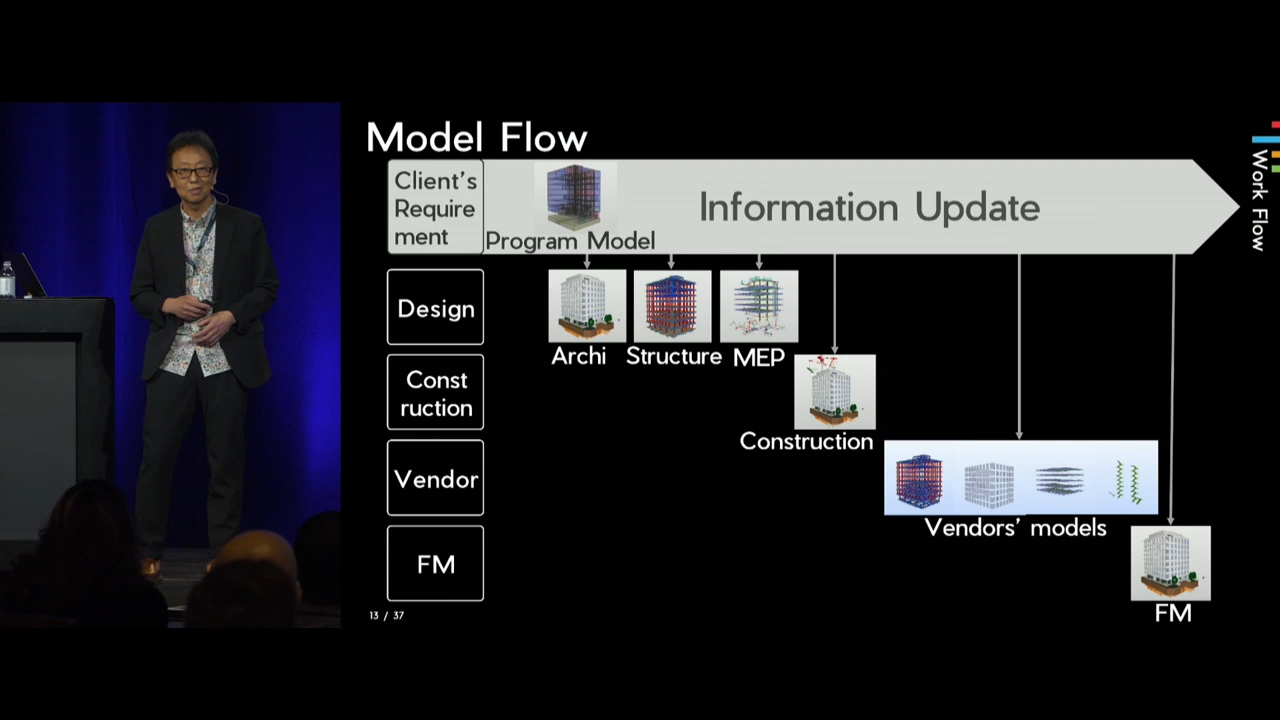 Model Flow
Client's
Require
ment
Program Model
Information Update
Work Flow
Design
Archi
Structure
MEP
Const
ruction
Construction
Vendor
Vendors' models
FM
FM
13 / 37